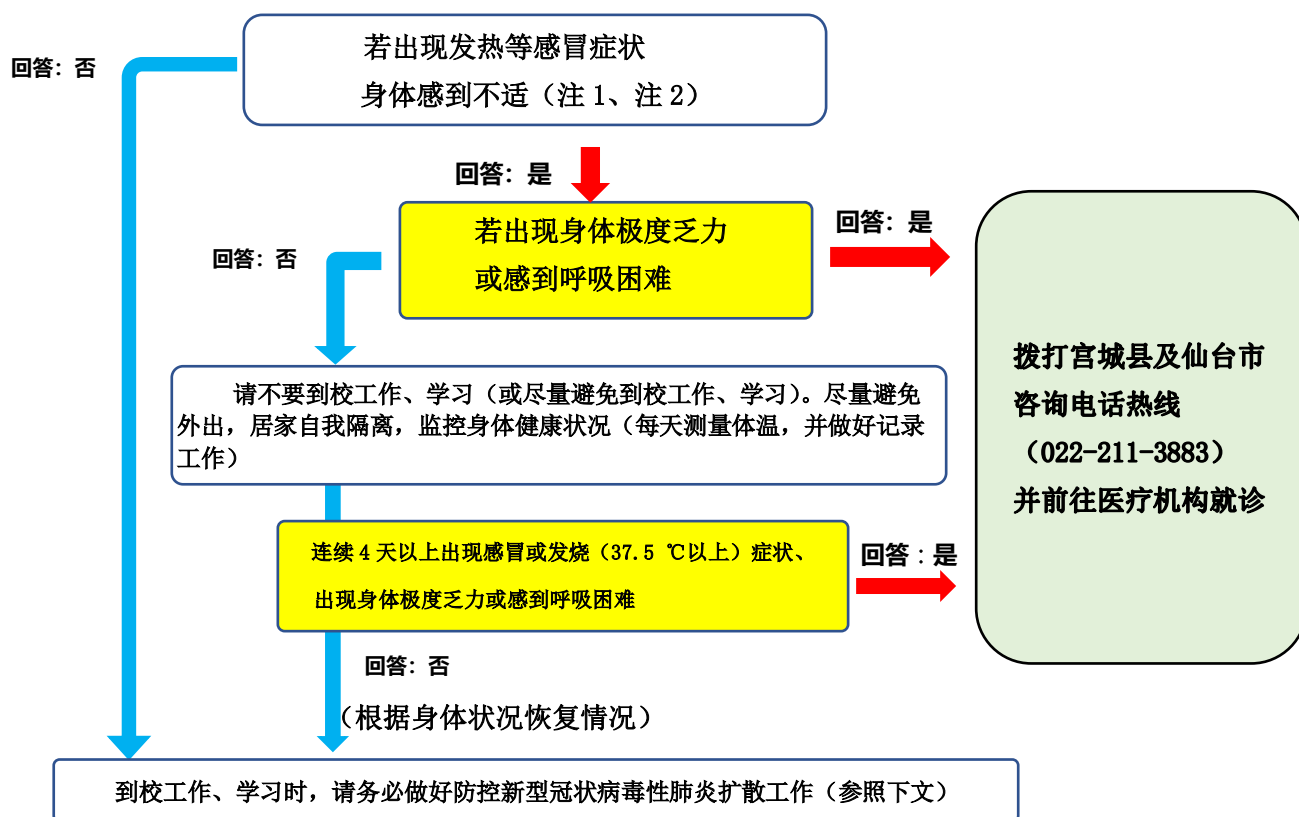 若出现发热等感冒症状
身体感到不适（注 1、注 2）
回答：否
回答：是
若出现身体极度乏力
或感到呼吸困难
回答：是
回答：否
请不要到校工作、学习（或尽量避免到校工作、学习）。尽量避免
外出，居家自我隔离，监控身体健康状况（每天测量体温，并做好记录
工作）
拨打宫城县及仙台市
咨询电话热线
（022-211-3883）
并前往医疗机构就诊
连续 4 天以上出现感冒或发烧（37.5 ℃以上）症状、
出现身体极度乏力或感到呼吸困难
回答：是
回答：否
（根据身体状况恢复情况）
到校工作、学习时，请务必做好防控新型冠状病毒性肺炎扩散工作（参照下文）